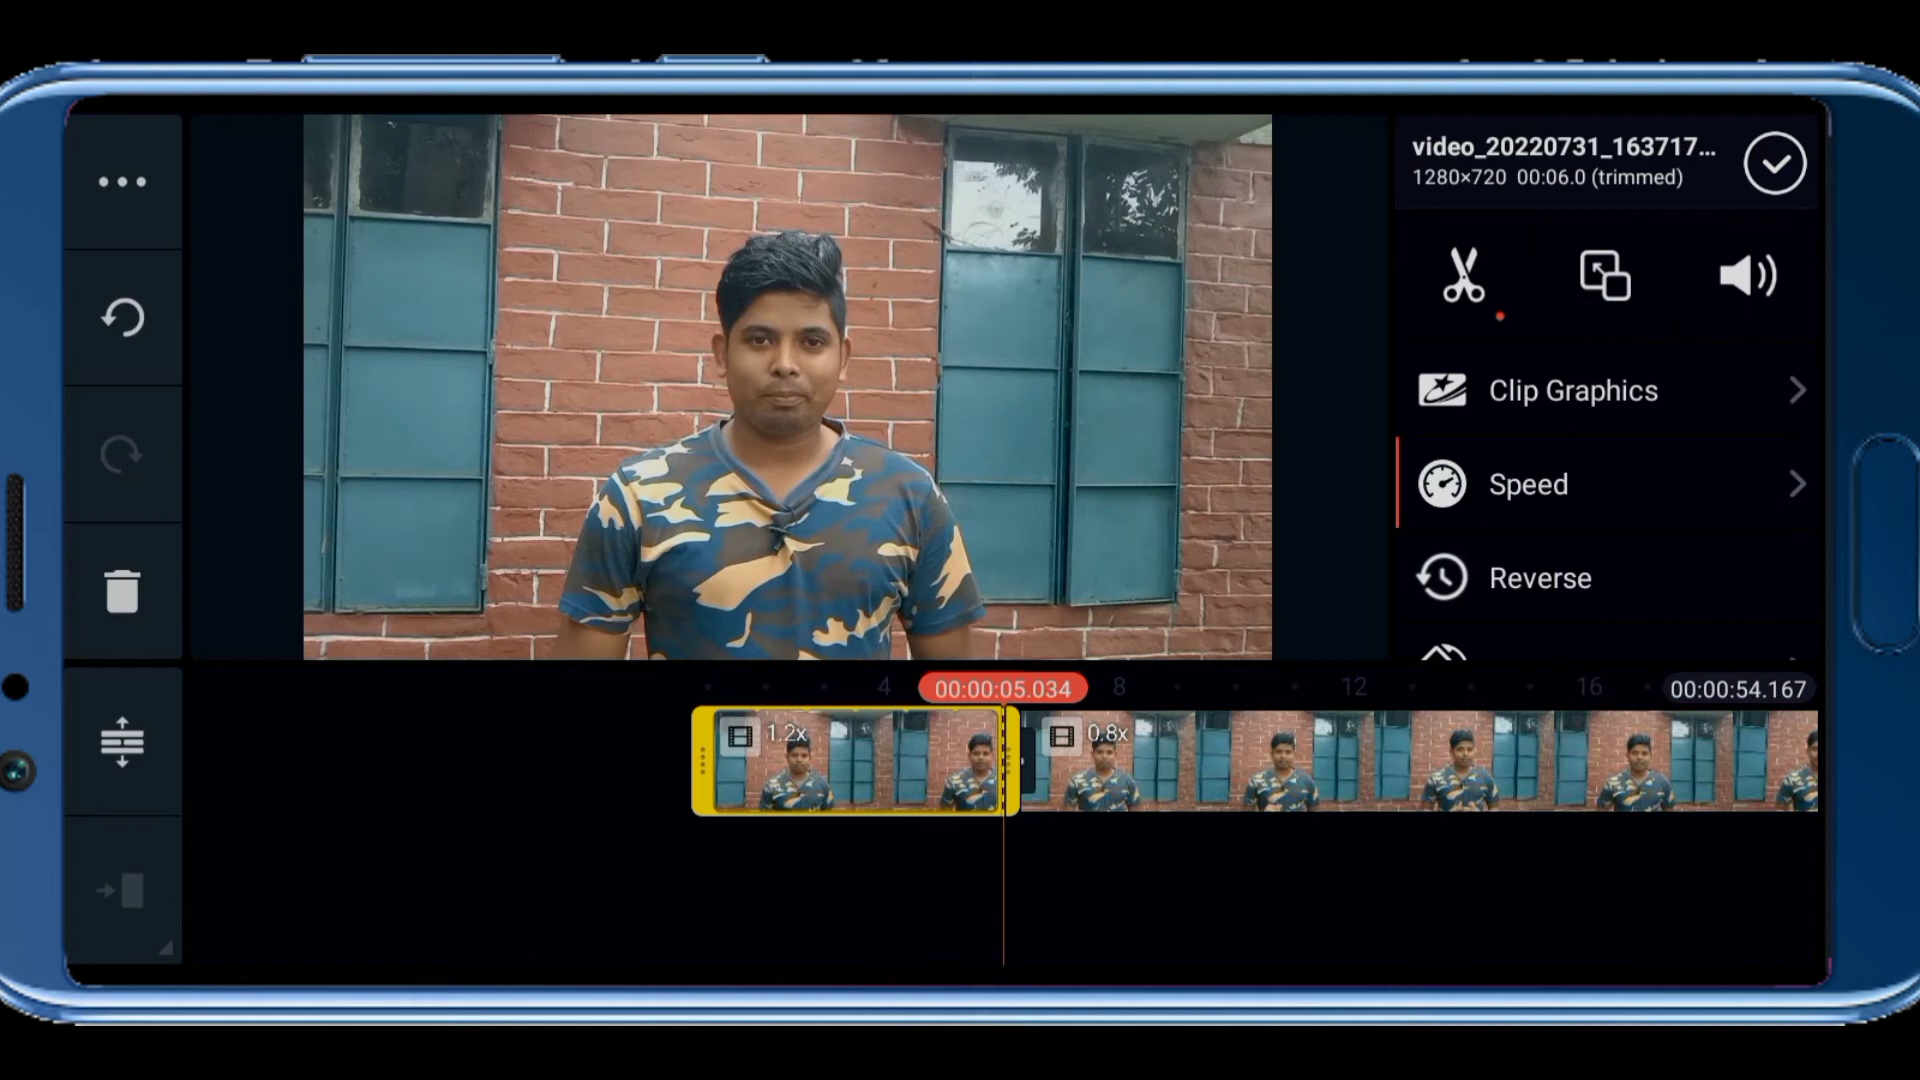 video_20220731_163717...
1280×720 00:06.0 (trimmed)
Clip Graphics
Speed
Reverse
4
00:00:05.034
8
12
16
00:00:54.167
1.2x
0.8x